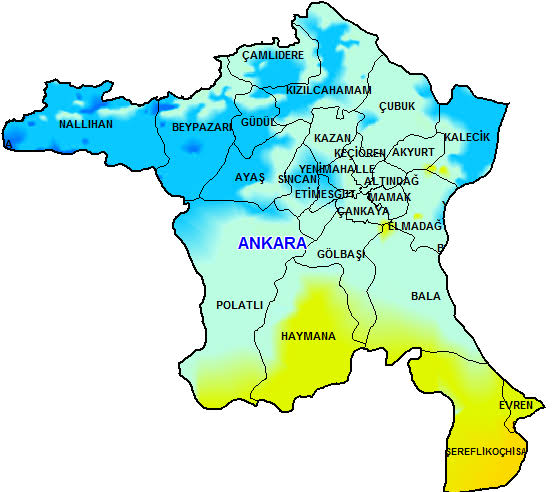 ÇAMLIDERE
KIZILCAHAMAM
ÇUBUK
NALLIHAN
BEYPAZARI
GÜDÜL
KAZAN
KALECİK
KEÇİÖREN
AKYURT
A
AYAŞ
SİNCAN
YENİMAHALLE
ALTINDAĞ
ETİMESGUT
MAMAK
ÇANKAYA
ELMADAĞ
ANKARA
B
GÖLBAŞI
BALA
POLATLI
HAYMANA
EVREN
ŞEREFLİKOÇHİSA